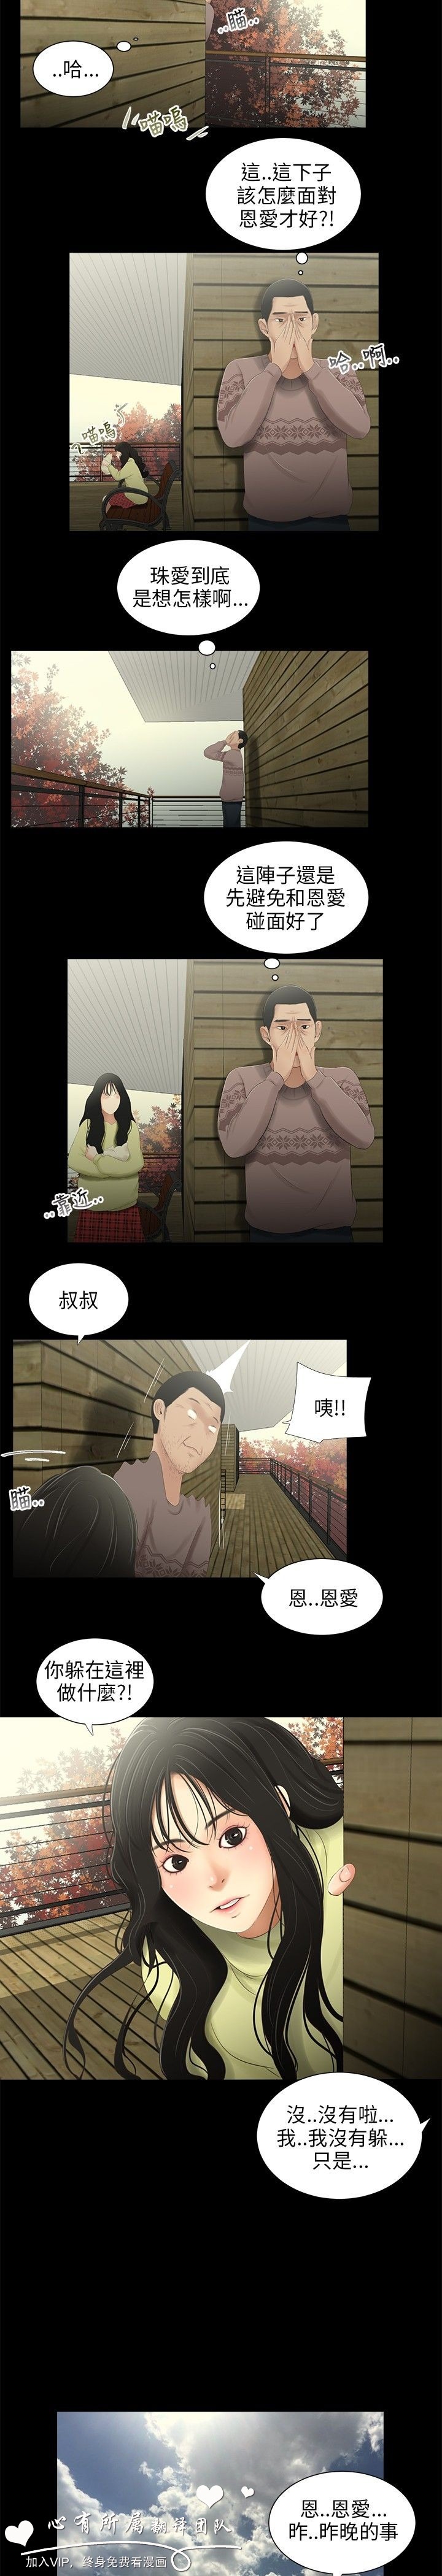 ..瞄..
..哈...
喵嗚
這..這下子
該怎麼面對
恩愛才好?!
哈..啊..
喵嗚
珠愛到底
是想怎樣啊...
這陣子還是
先避免和恩愛
碰面好了
..靠近..
叔叔
咦!!
瞄..
恩..恩愛
你躲在這裡
做什麼?!
沒..沒有啦...
我..我沒有躲...
只是...
恩..恩愛...
昨..昨晚的事
心有所属翻译团队
加入VIP，终身免费看漫画